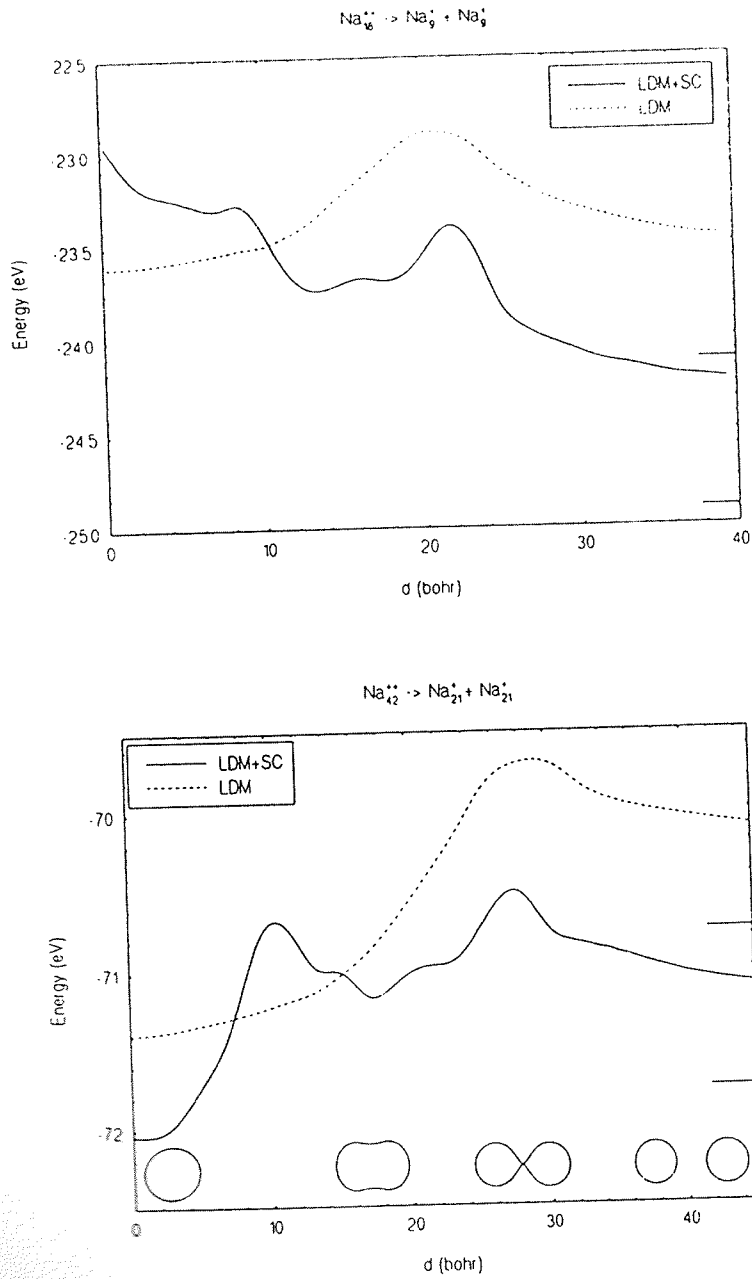 Na₁₈⁺⁺ -> Na₉⁺ + Na₉⁺
LDM+SC
LDM
-22.5
-23.0
-23.5
-24.0
-24.5
-25.0
Energy (eV)
0 10 20 30 40
d (bohr)
Na₄₂⁺⁺ -> Na₂₁⁺ + Na₂₁⁺
LDM+SC
LDM
-70
-71
-72
Energy (eV)
0 10 20 30 40
d (bohr)